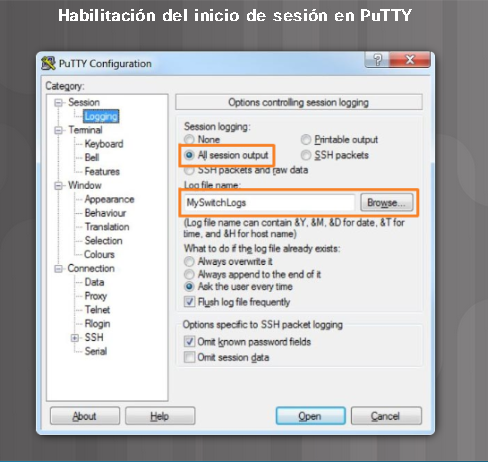 Habilitación del inicio de sesión en PuTTY
PuTTY Configuration
Category:
Session
Logging
Terminal
Keyboard
Bell
Features
Window
Appearance
Behaviour
Translation
Selection
Colours
Connection
Data
Proxy
Telnet
Rlogin
SSH
Serial
Options controlling session logging
Session logging:
None
Printable output
All session output
SSH packets
SSH packets and raw data
Log file name:
MySwitchLogs
Browse...
(Log file name can contain &Y, &M, &D for date, &T for
time, and &H for host name)
What to do if the log file already exists:
Always overwrite it
Always append to the end of it
Ask the user every time
Flush log file frequently
Options specific to SSH packet logging
Omit known password fields
Omit session data
About
Help
Open
Cancel